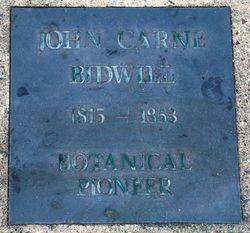 JOHN CARNE
BIDWILL
1815 – 1853
BOTANICAL
PIONEER